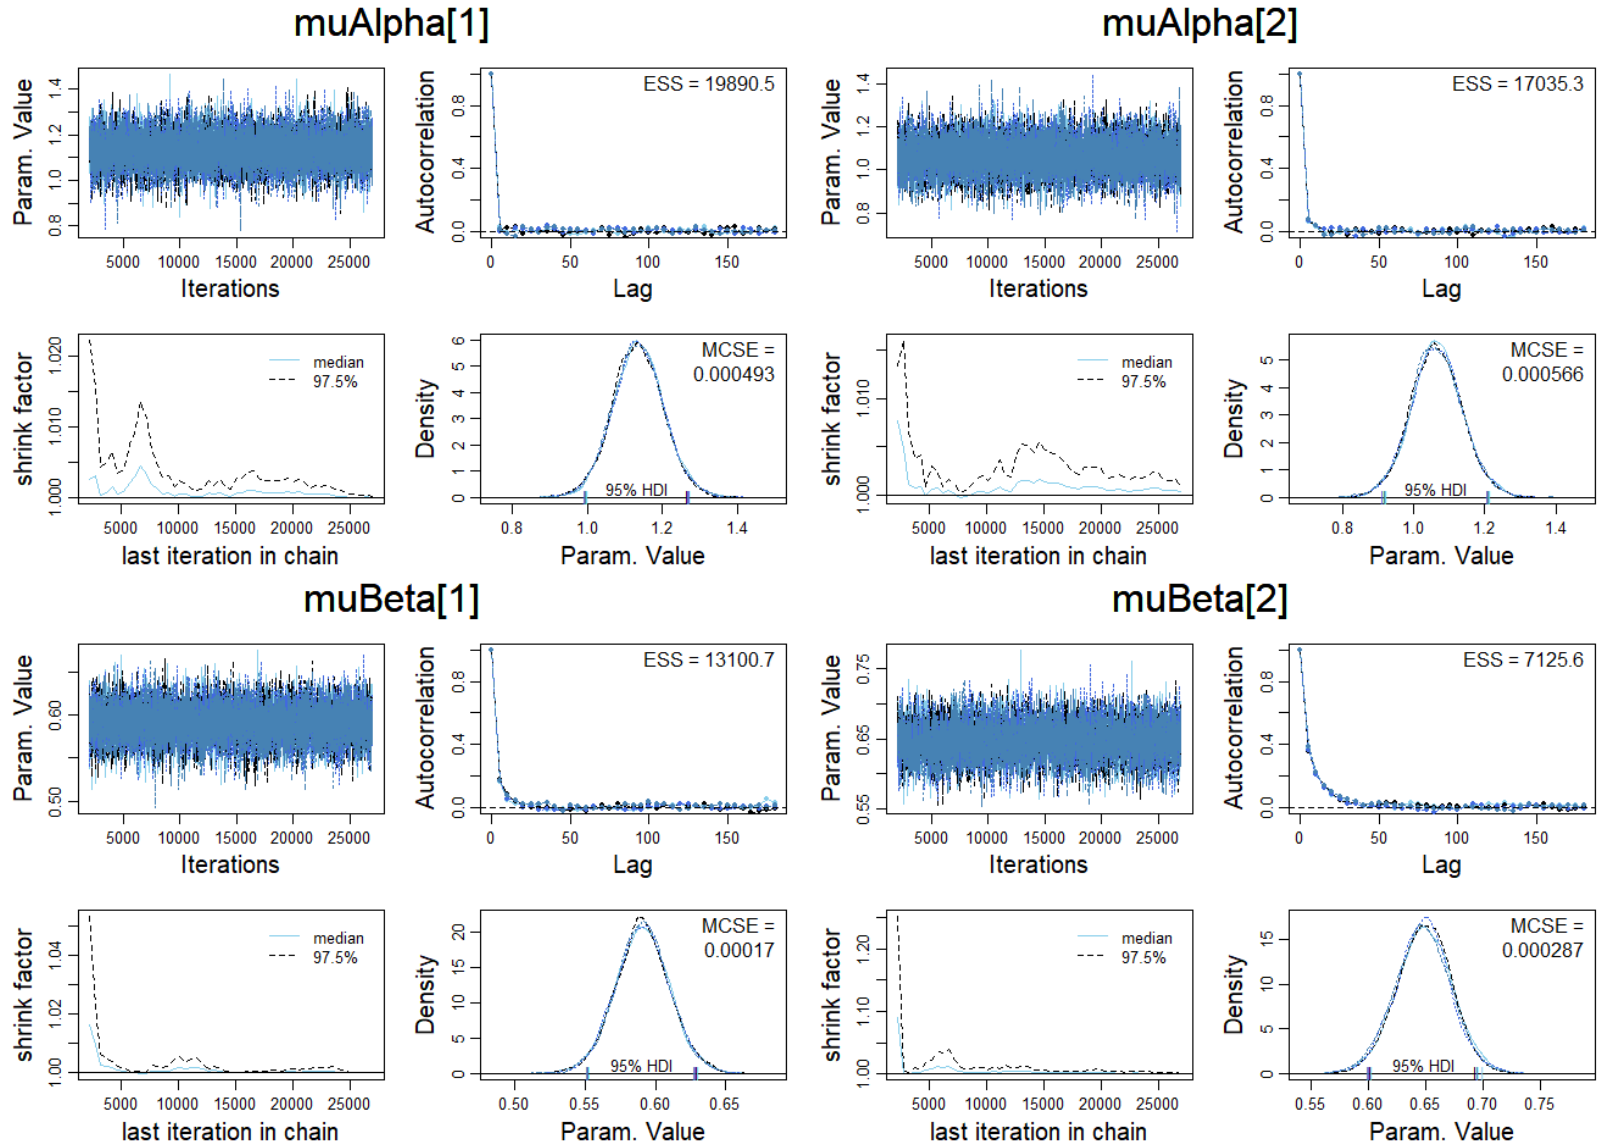 muAlpha[1]
Param. Value
0.8 1.0 1.2 1.4
5000 10000 15000 20000 25000
Iterations
Autocorrelation
0.0 0.4 0.8
ESS = 19890.5
0 50 100 150
Lag
shrink factor
1.000 1.010 1.020
median
97.5%
5000 10000 15000 20000 25000
last iteration in chain
Density
0 1 2 3 4 5 6
MCSE =
0.000493
95% HDI
0.8 1.0 1.2 1.4
Param. Value
muAlpha[2]
Param. Value
0.8 1.0 1.2 1.4
5000 10000 15000 20000 25000
Iterations
Autocorrelation
0.0 0.4 0.8
ESS = 17035.3
0 50 100 150
Lag
shrink factor
1.000 1.010
median
97.5%
5000 10000 15000 20000 25000
last iteration in chain
Density
0 1 2 3 4 5
MCSE =
0.000566
95% HDI
0.8 1.0 1.2 1.4
Param. Value
muBeta[1]
Param. Value
0.50 0.60
5000 10000 15000 20000 25000
Iterations
Autocorrelation
0.0 0.4 0.8
ESS = 13100.7
0 50 100 150
Lag
shrink factor
1.00 1.02 1.04
median
97.5%
5000 10000 15000 20000 25000
last iteration in chain
Density
0 5 10 15 20
MCSE =
0.00017
95% HDI
0.50 0.55 0.60 0.65
Param. Value
muBeta[2]
Param. Value
0.55 0.65 0.75
5000 10000 15000 20000 25000
Iterations
Autocorrelation
0.0 0.4 0.8
ESS = 7125.6
0 50 100 150
Lag
shrink factor
1.00 1.10 1.20
median
97.5%
5000 10000 15000 20000 25000
last iteration in chain
Density
0 5 10 15
MCSE =
0.000287
95% HDI
0.55 0.60 0.65 0.70 0.75
Param. Value